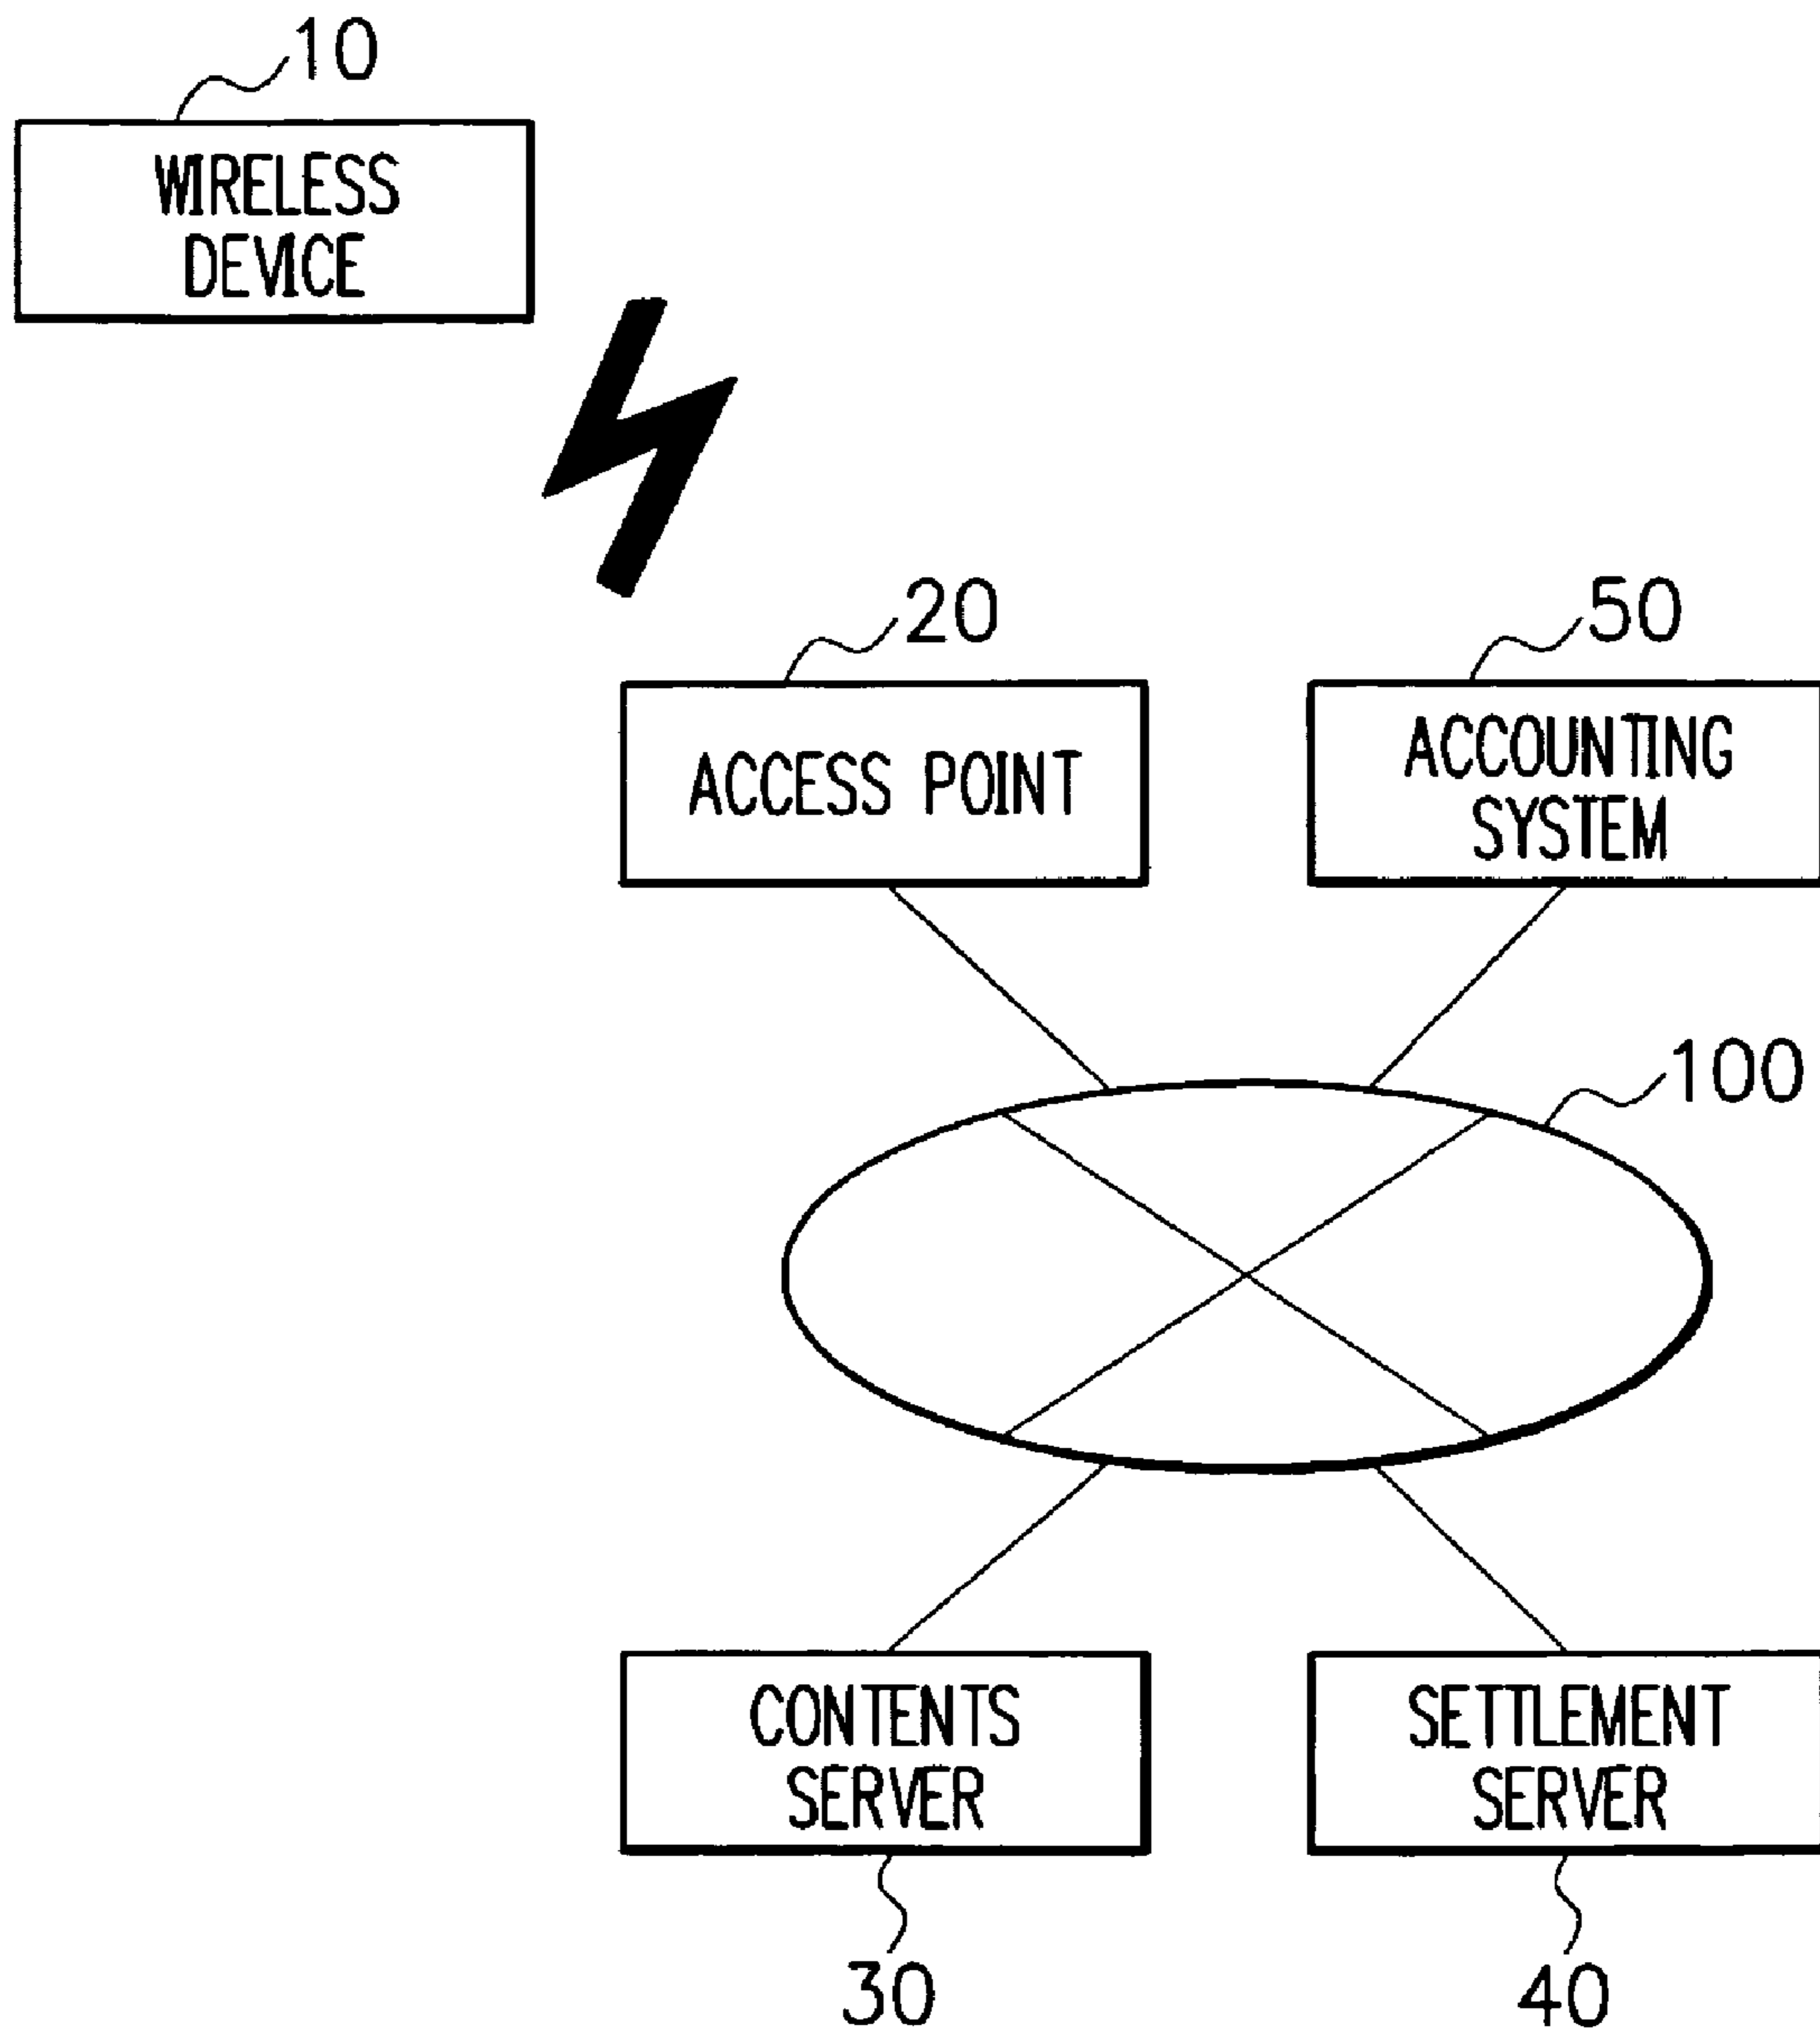 10
WIRELESS
DEVICE
20
50
ACCESS POINT
ACCOUNTING
SYSTEM
100
CONTENTS
SERVER
SETTLEMENT
SERVER
30
40